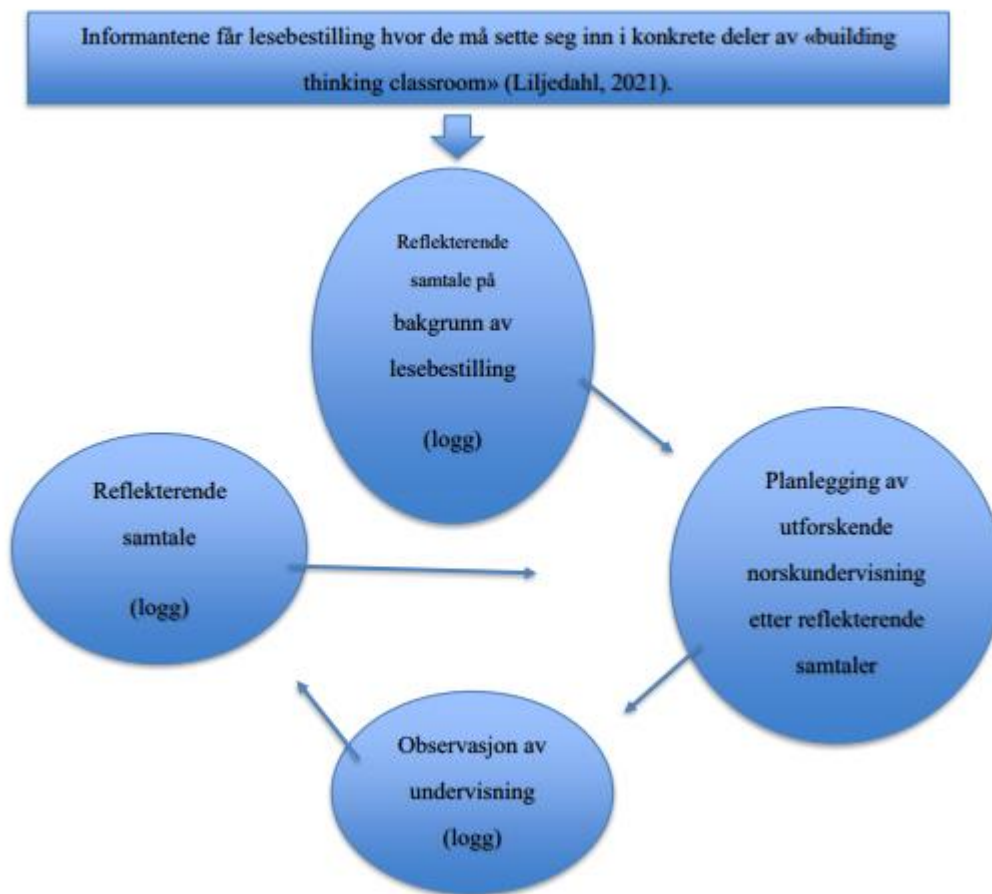 Informantene får lesebestilling hvor de må sette seg inn i konkrete deler av «building
thinking classroom» (Liljedahl, 2021).
Reflekterende
samtale på
bakgrunn av
lesebestilling
(logg)
Planlegging av
utforskende
norskundervisning
etter reflekterende
samtaler
Observasjon av
undervisning
(logg)
Reflekterende
samtale
(logg)